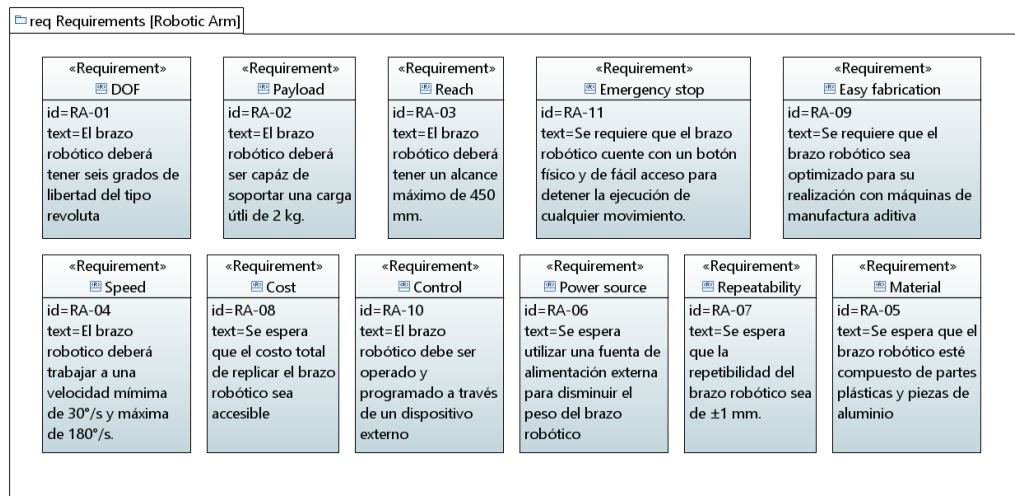 req Requirements [Robotic Arm]
«Requirement»
DOF
id=RA-01
text=El brazo
robótico deberá
tener seis grados de
libertad del tipo
revoluta
«Requirement»
Payload
id=RA-02
text=El brazo
robótico deberá
ser capáz de
soportar una carga
útli de 2 kg.
«Requirement»
Reach
id=RA-03
text=El brazo
robótico deberá
tener un alcance
máximo de 450
mm.
«Requirement»
Emergency stop
id=RA-11
text=Se requiere que el brazo
robótico cuente con un botón
físico y de fácil acceso para
detener la ejecución de
cualquier movimiento.
«Requirement»
Easy fabrication
id=RA-09
text=Se requiere que el
brazo robótico sea
optimizado para su
realización con máquinas de
manufactura aditiva
«Requirement»
Speed
id=RA-04
text=El brazo
robotico deberá
trabajar a una
velocidad mímima
de 30°/s y máxima
de 180°/s.
«Requirement»
Cost
id=RA-08
text=Se espera
que el costo total
de replicar el brazo
robótico sea
accesible
«Requirement»
Control
id=RA-10
text=El brazo
robótico debe ser
operado y
programado a través
de un dispositivo
externo
«Requirement»
Power source
id=RA-06
text=Se espera
utilizar una fuenta de
alimentación externa
para disminuir el
peso del brazo
robótico
«Requirement»
Repeatability
id=RA-07
text=Se espera
que la
repetibilidad del
brazo robótico sea
de ±1 mm.
«Requirement»
Material
id=RA-05
text=Se espera que el
brazo robótico esté
compuesto de partes
plásticas y piezas de
aluminio